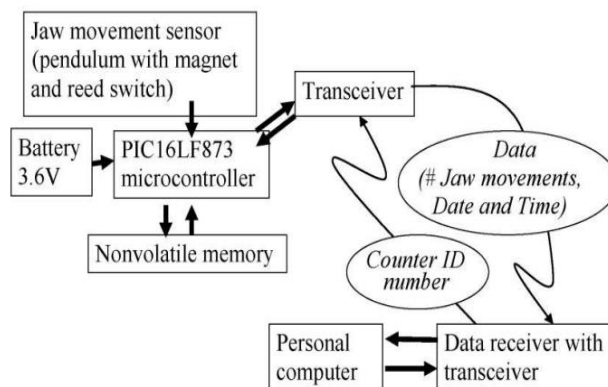 Jaw movement sensor
(pendulum with magnet
and reed switch)
Transceiver
Battery
3.6V
PIC16LF873
microcontroller
Data
(# Jaw movements,
Date and Time)
Nonvolatile memory
Counter ID
number
Personal
computer
Data receiver with
transceiver